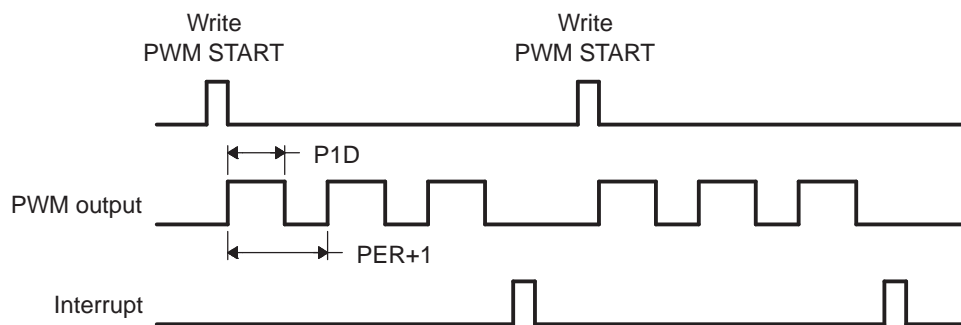 Write
PWM START
Write
PWM START
P1D
PWM output
PER+1
Interrupt